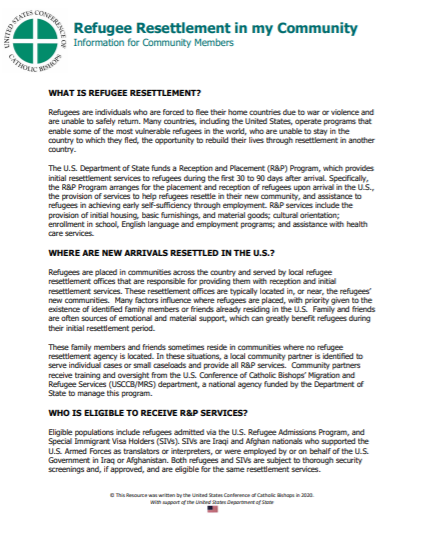 UNITED STATES CONFERENCE OF
CATHOLIC BISHOPS
Refugee Resettlement in my Community
Information for Community Members
WHAT IS REFUGEE RESETTLEMENT?
Refugees are individuals who are forced to flee their home countries due to war or violence and
are unable to safely return. Many countries, including the United States, operate programs that
enable some of the most vulnerable refugees in the world, who are unable to stay in the
country to which they fled, the opportunity to rebuild their lives through resettlement in another
country.
The U.S. Department of State funds a Reception and Placement (R&P) Program, which provides
initial resettlement services to refugees during the first 30 to 90 days after arrival. Specifically,
the R&P Program arranges for the placement and reception of refugees upon arrival in the U.S.,
the provision of services to help refugees resettle in their new community, and assistance to
refugees in achieving early self-sufficiency through employment. R&P services include the
provision of initial housing, basic furnishings, and material goods; cultural orientation;
enrollment in school, English language and employment programs; and assistance with health
care services.
WHERE ARE NEW ARRIVALS RESETTLED IN THE U.S.?
Refugees are placed in communities across the country and served by local refugee
resettlement offices that are responsible for providing them with reception and initial
resettlement services. These resettlement offices are typically located in, or near, the refugees'
new communities. Many factors influence where refugees are placed, with priority given to the
existence of identified family members or friends already residing in the U.S. Family and friends
are often sources of emotional and material support, which can greatly benefit refugees during
their initial resettlement period.
These family members and friends sometimes reside in communities where no refugee
resettlement agency is located. In these situations, a local community partner is identified to
serve individual cases or small caseloads and provide all R&P services. Community partners
receive training and oversight from the U.S. Conference of Catholic Bishops' Migration and
Refugee Services (USCCB/MRS) department, a national agency funded by the Department of
State to manage this program.
WHO IS ELIGIBLE TO RECEIVE R&P SERVICES?
Eligible populations include refugees admitted via the U.S. Refugee Admissions Program, and
Special Immigrant Visa Holders (SIVs). SIVs are Iraqi and Afghan nationals who supported the
U.S. Armed Forces as translators or interpreters, or were employed by or on behalf of the U.S.
Government in Iraq or Afghanistan. Both refugees and SIVs are subject to thorough security
screenings and, if approved, and are eligible for the same resettlement services.
© This Resource was written by the United States Conference of Catholic Bishops in 2020.
With support of the United States Department of State